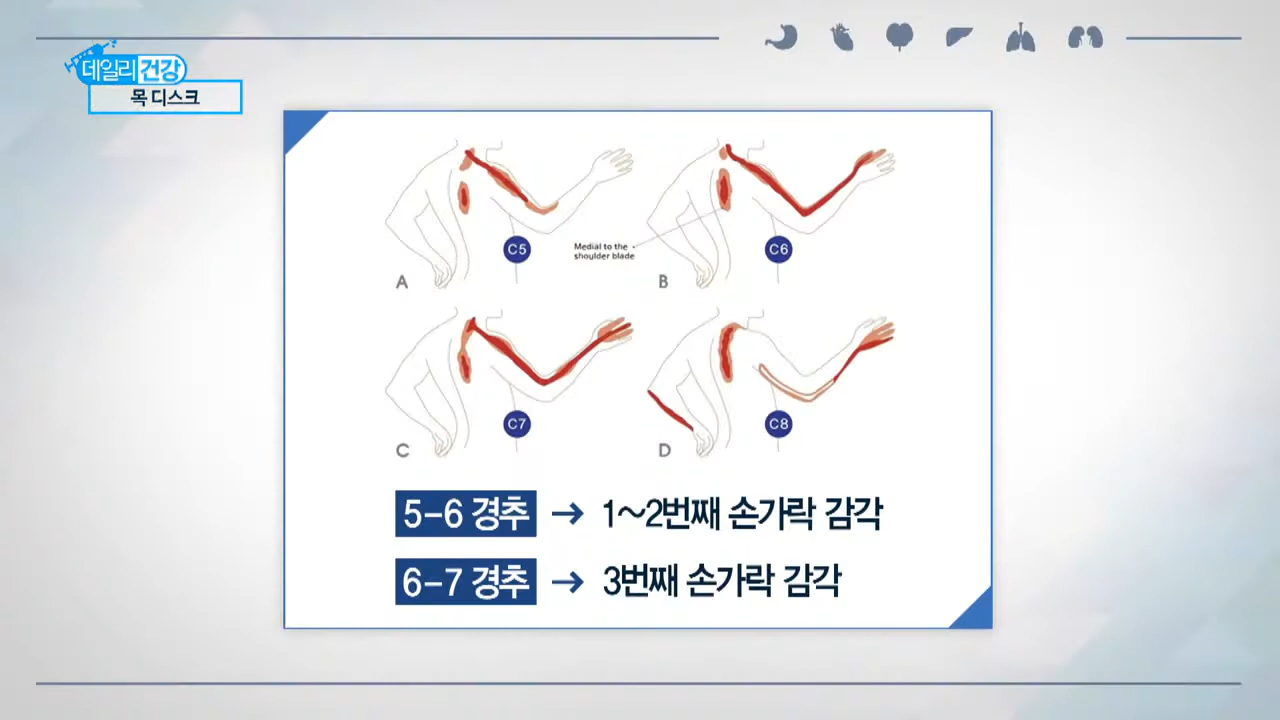 데일리건강
목 디스크
C5
Medial to the
shoulder blade
C6
A
B
C7
C8
C
D
5-6 경추 → 1~2번째 손가락 감각
6-7 경추 → 3번째 손가락 감각